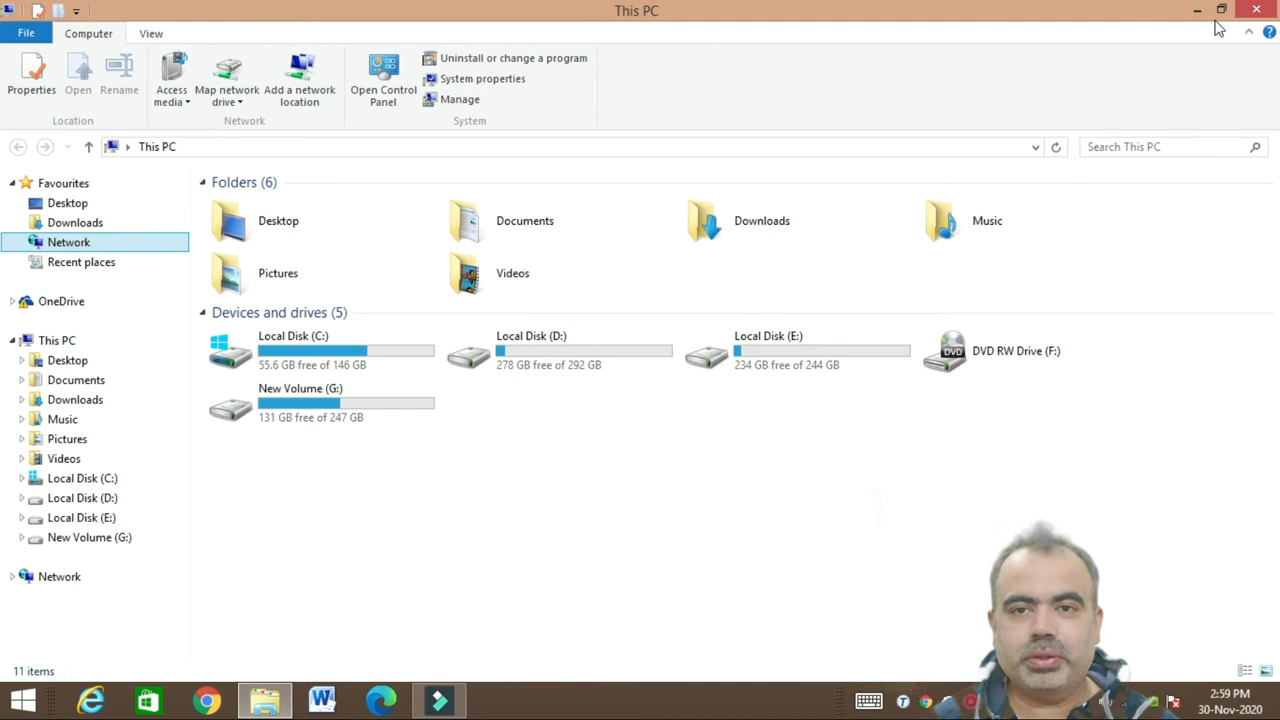 This PC
File
Computer
View
Properties
Open
Rename
Access media
Map network drive
Add a network location
Open Control Panel
Uninstall or change a program
System properties
Manage
Location
Network
System
This PC
Search This PC
Favourites
Desktop
Downloads
Network
Recent places
OneDrive
This PC
Desktop
Documents
Downloads
Music
Pictures
Videos
Local Disk (C:)
Local Disk (D:)
Local Disk (E:)
New Volume (G:)
Network
Folders (6)
Desktop
Documents
Downloads
Music
Pictures
Videos
Devices and drives (5)
Local Disk (C:)
55.6 GB free of 146 GB
Local Disk (D:)
278 GB free of 292 GB
Local Disk (E:)
234 GB free of 244 GB
DVD
DVD RW Drive (F:)
New Volume (G:)
131 GB free of 247 GB
11 items
2:59 PM
30-Nov-2020